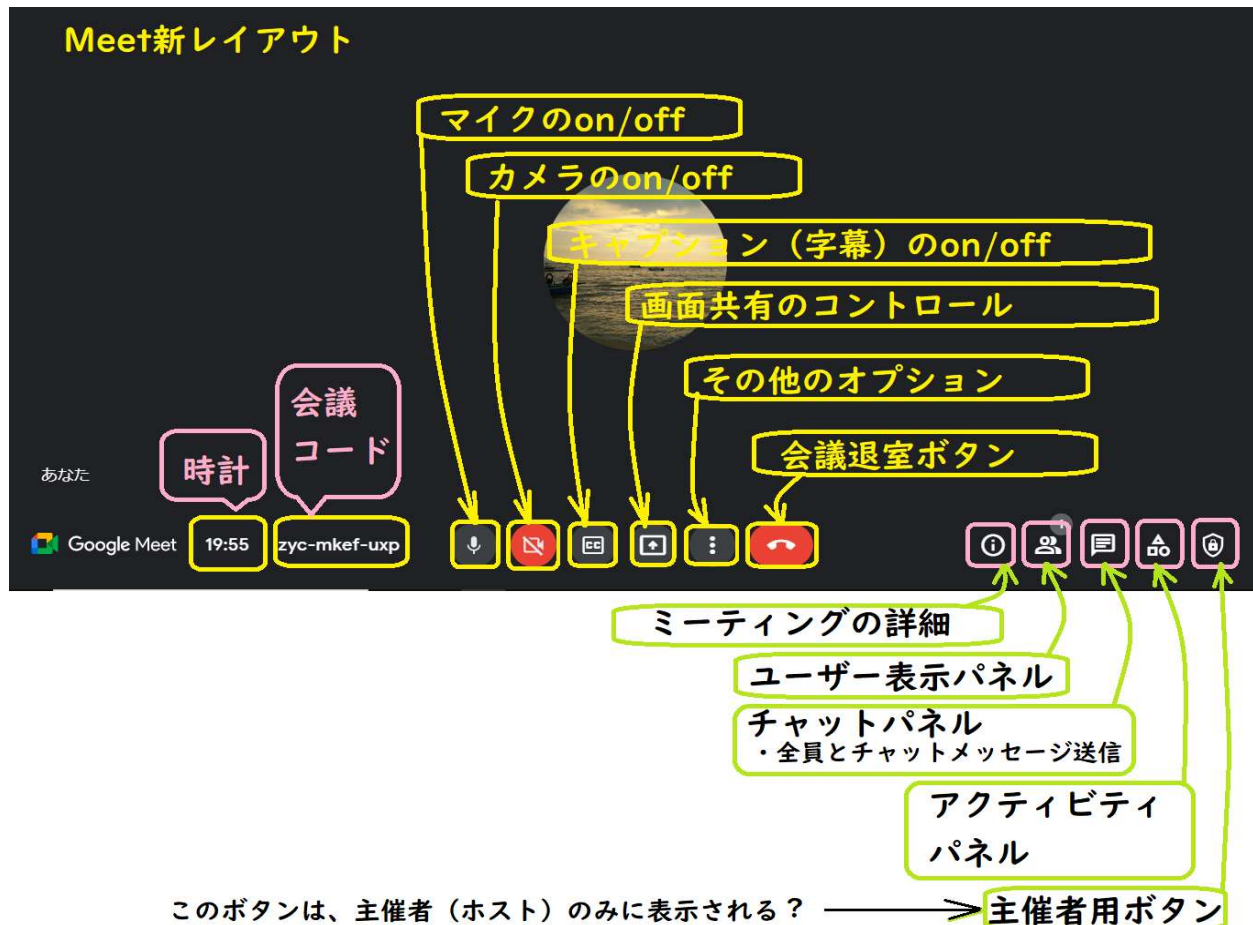 Meet新レイアウト
マイクのon/off
カメラのon/off
キャプション（字幕）のon/off
画面共有のコントロール
その他のオプション
会議
コード
時計
会議退室ボタン
あなた
Google Meet 19:55 zyc-mkef-uxp
CC
1
ミーティングの詳細
ユーザー表示パネル
チャットパネル
・全員とチャットメッセージ送信
アクティビティ
パネル
このボタンは、主催者（ホスト）のみに表示される？
主催者用ボタン